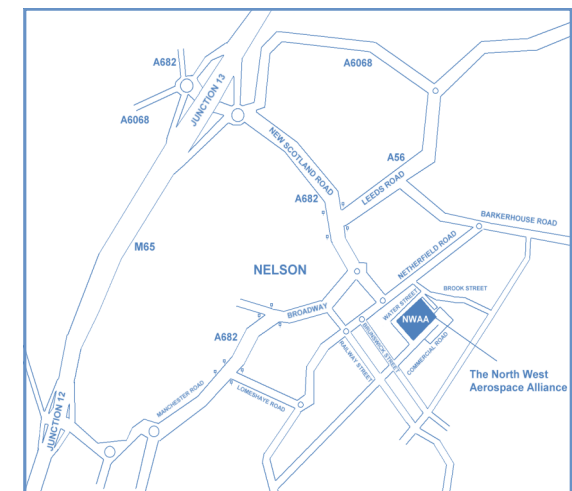 A682
A6068
JUNCTION 13
A6068
NEW SCOTLAND ROAD
A56
LEEDS ROAD
A682
BARKERHOUSE ROAD
M65
NETHERFIELD ROAD
NELSON
BROOK STREET
WATER STREET
BROADWAY
NWAA
A682
BRUNSWICK STREET
RAILWAY STREET
COMMERCIAL ROAD
The North West
Aerospace Alliance
MANCHESTER ROAD
LOMESHAYE ROAD
JUNCTION 12